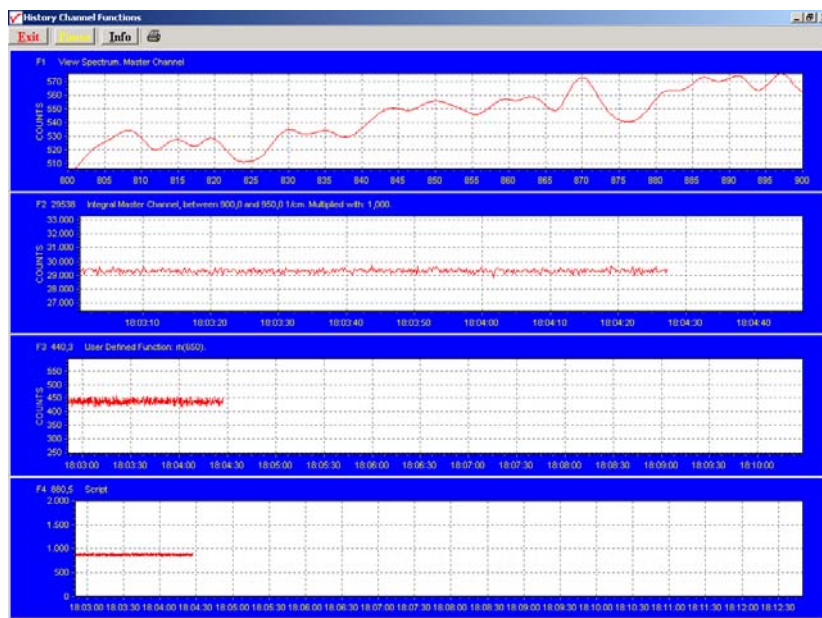 History Channel Functions
Exit Pause Info
F1 View Spectrum. Master Channel
COUNTS
570
560
550
540
530
520
510
800 805 810 815 820 825 830 835 840 845 850 855 860 865 870 875 880 885 890 895 900
F2 29538 Integral Master Channel, between 900,0 and 950,0 1/cm. Multiplied with: 1,000.
COUNTS
33.000
32.000
30.000
31.000
29.000
28.000
27.000
18:03:10 18:03:20 18:03:30 18:03:40 18:03:50 18:04:00 18:04:10 18:04:20 18:04:30 18:04:40
F3 440,3 User Defined Function: m(850).
COUNTS
550
500
450
400
350
300
250
18:03:00 18:03:30 18:04:00 18:04:30 18:05:00 18:05:30 18:06:00 18:06:30 18:07:00 18:07:30 18:08:00 18:08:30 18:09:00 18:09:30 18:10:00
F4 880,5 Script
2.000
1.500
1.000
500
0
18:03:00 18:03:30 18:04:00 18:04:30 18:05:00 18:05:30 18:06:00 18:06:30 18:07:00 18:07:30 18:08:00 18:08:30 18:09:00 18:09:30 18:10:00 18:10:30 18:11:00 18:11:30 18:12:00 18:12:30